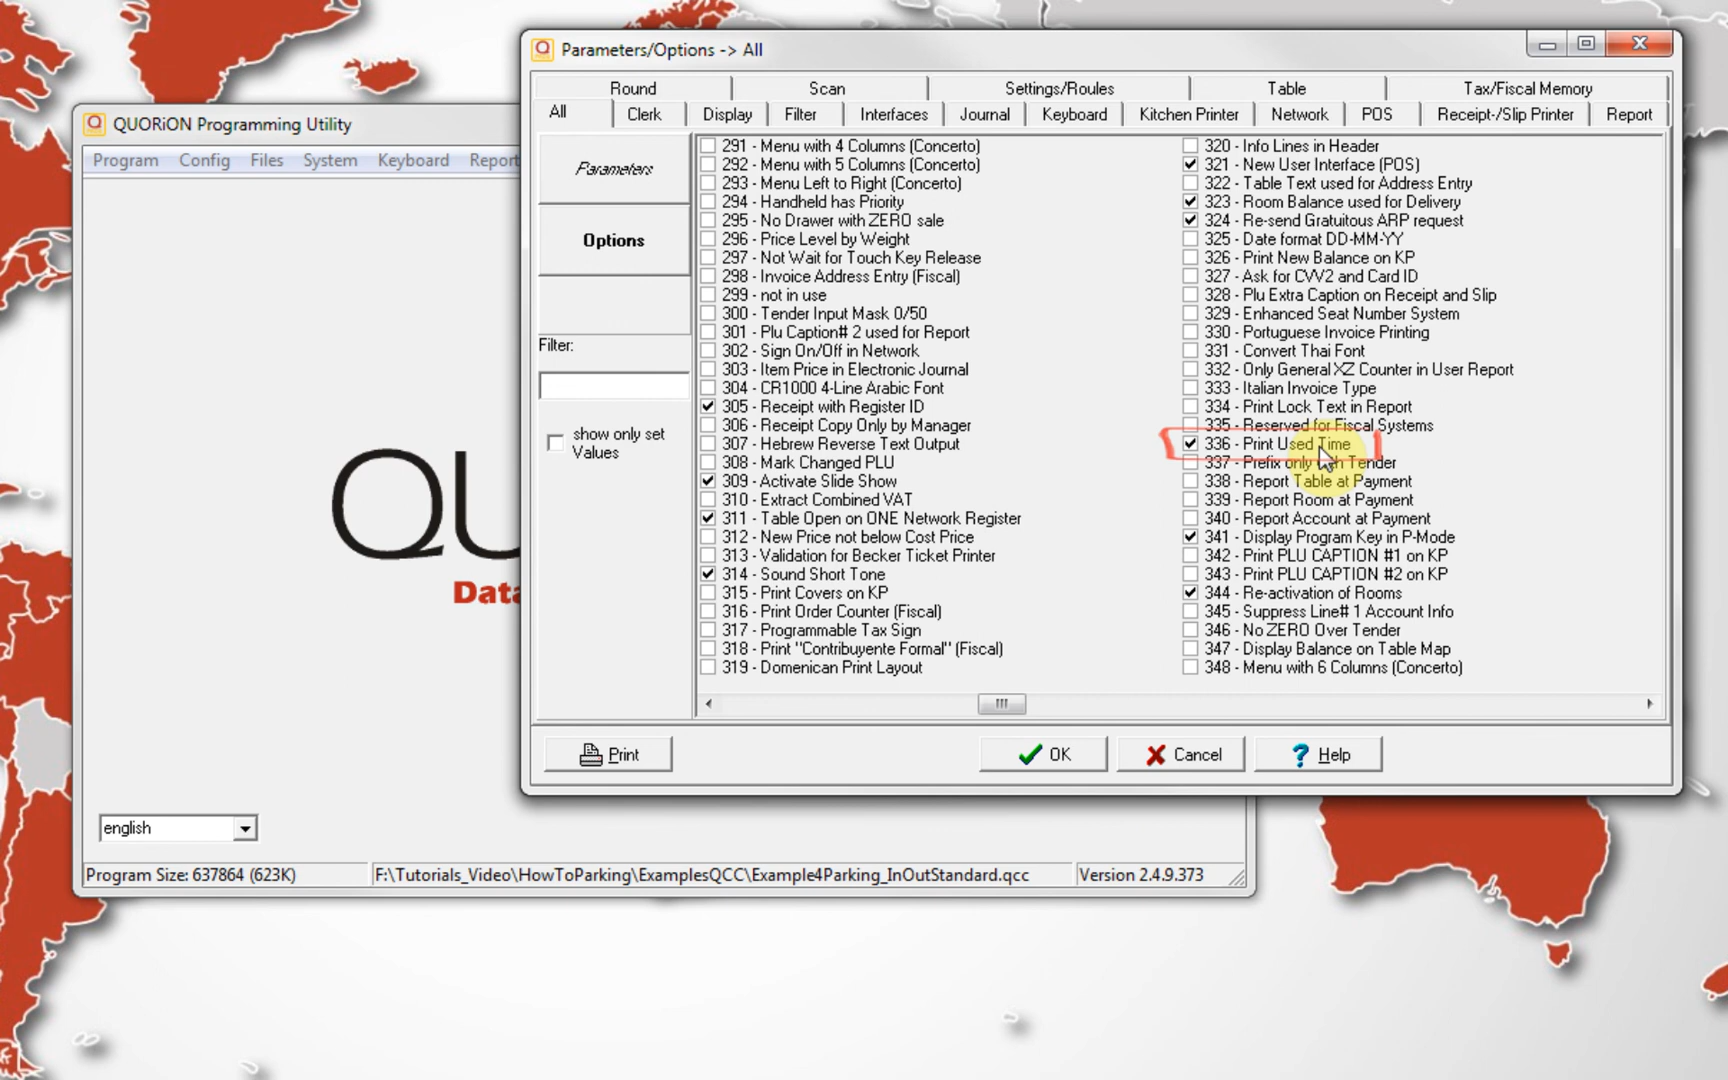 Parameters/Options -> All
Round
Scan
Settings/Roules
Table
Tax/Fiscal Memory
All
Clerk
Display
Filter
Interfaces
Journal
Keyboard
Kitchen Printer
Network
POS
Receipt-/Slip Printer
Report
QUORiON Programming Utility
Program
Config
Files
System
Keyboard
Report
QU
Data
Parameters
Options
Filter:
show only set
Values
291 - Menu with 4 Columns (Concerto)
292 - Menu with 5 Columns (Concerto)
293 - Menu Left to Right (Concerto)
294 - Handheld has Priority
295 - No Drawer with ZERO sale
296 - Price Level by Weight
297 - Not Wait for Touch Key Release
298 - Invoice Address Entry (Fiscal)
299 - not in use
300 - Tender Input Mask 0/50
301 - Plu Caption# 2 used for Report
302 - Sign On/Off in Network
303 - Item Price in Electronic Journal
304 - CR1000 4-Line Arabic Font
305 - Receipt with Register ID
306 - Receipt Copy Only by Manager
307 - Hebrew Reverse Text Output
308 - Mark Changed PLU
309 - Activate Slide Show
310 - Extract Combined VAT
311 - Table Open on ONE Network Register
312 - New Price not below Cost Price
313 - Validation for Becker Ticket Printer
314 - Sound Short Tone
315 - Print Covers on KP
316 - Print Order Counter (Fiscal)
317 - Programmable Tax Sign
318 - Print "Contribuyente Formal" (Fiscal)
319 - Domenican Print Layout
320 - Info Lines in Header
321 - New User Interface (POS)
322 - Table Text used for Address Entry
323 - Room Balance used for Delivery
324 - Re-send Gratuitous ARP request
325 - Date format DD-MM-YY
326 - Print New Balance on KP
327 - Ask for CVV2 and Card ID
328 - Plu Extra Caption on Receipt and Slip
329 - Enhanced Seat Number System
330 - Portuguese Invoice Printing
331 - Convert Thai Font
332 - Only General XZ Counter in User Report
333 - Italian Invoice Type
334 - Print Lock Text in Report
335 - Reserved for Fiscal Systems
336 - Print Used Time
337 - Prefix only Tender
338 - Report Table at Payment
339 - Report Room at Payment
340 - Report Account at Payment
341 - Display Program Key in P-Mode
342 - Print PLU CAPTION #1 on KP
343 - Print PLU CAPTION #2 on KP
344 - Re-activation of Rooms
345 - Suppress Line# 1 Account Info
346 - No ZERO Over Tender
347 - Display Balance on Table Map
348 - Menu with 6 Columns (Concerto)
Print
OK
Cancel
Help
english
Program Size: 637864 (623K)
F:\Tutorials_Video\HowToParking\ExamplesQCC\Example4Parking_InOutStandard.qcc
Version 2.4.9.373